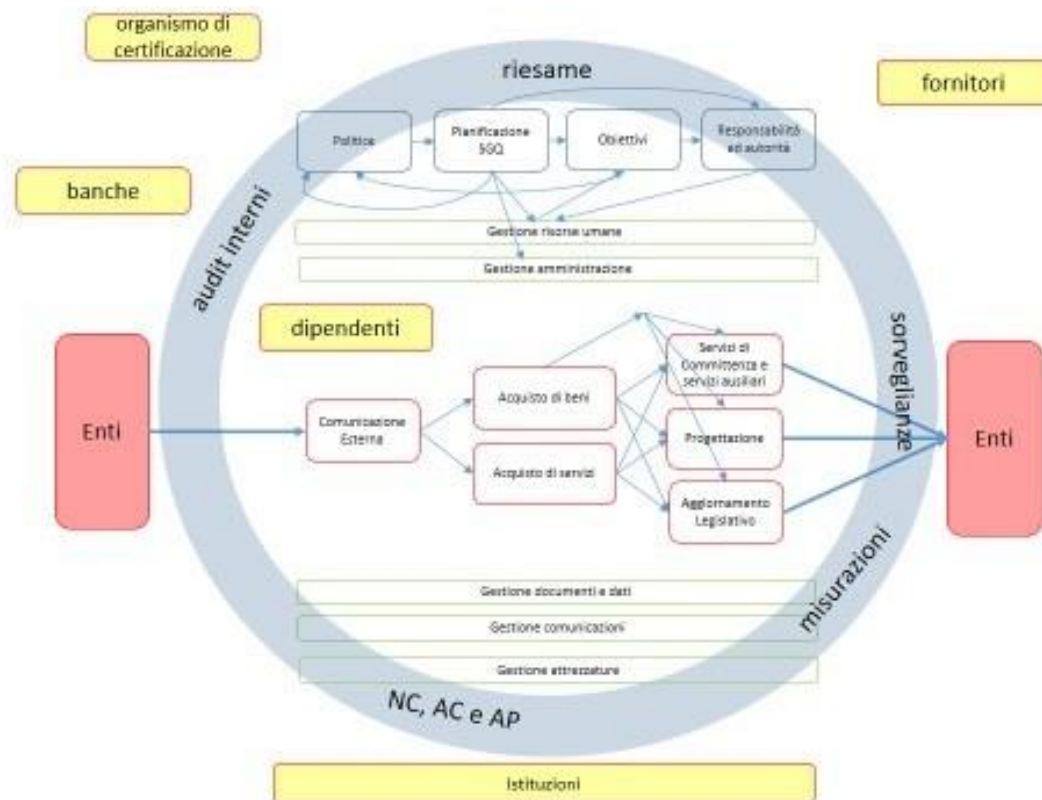 organismo di
certificazione
riesame
fornitori
Politica
Pianificazione
SGQ
Obiettivi
Responsabilità
ed autorità
banche
audit interni
Gestione risorse umane
Gestione amministrazione
dipendenti
sorveglianze
Enti
Comunicazione
Esterna
Acquisto di beni
Acquisto di servizi
Servizi di
Committenza e
servizi ausiliari
Progettazione
Aggiornamento
Legislativo
Enti
misurazioni
Gestione documenti e dati
Gestione comunicazioni
Gestione attrezzature
NC, AC e AP
Istituzioni